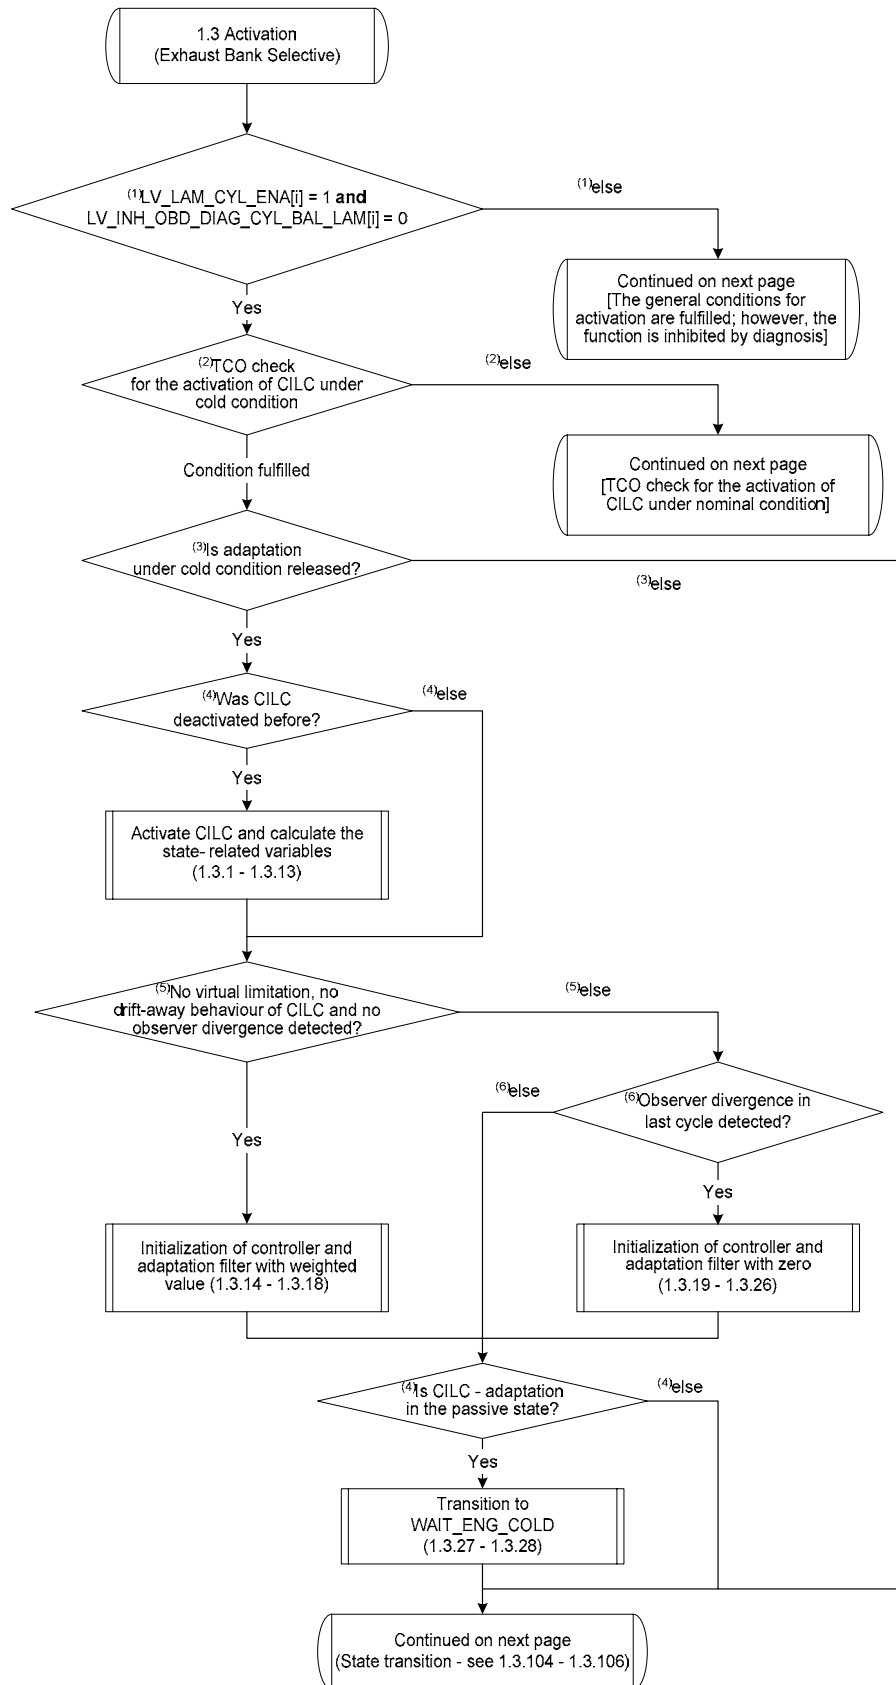 1.3 Activation
(Exhaust Bank Selective)
(1)LV_LAM_CYL_ENA[i] = 1 and
LV_INH_OBD_DIAG_CYL_BAL_LAM[i] = 0
(1)else
Continued on next page
[The general conditions for
activation are fulfilled; however, the
function is inhibited by diagnosis]
Yes
(2)TCO check
for the activation of CILC under
cold condition
(2)else
Continued on next page
[TCO check for the activation of
CILC under nominal condition]
Condition fulfilled
(3)Is adaptation
under cold condition released?
(3)else
Yes
(4)Was CILC
deactivated before?
(4)else
Yes
Activate CILC and calculate the
state-related variables
(1.3.1 - 1.3.13)
(5)No virtual limitation, no
drift-away behaviour of CILC and no
observer divergence detected?
(5)else
(6)else
(6)Observer divergence in
last cycle detected?
Yes
Yes
Initialization of controller and
adaptation filter with weighted
value (1.3.14 - 1.3.18)
Initialization of controller and
adaptation filter with zero
(1.3.19 - 1.3.26)
(4)Is CILC - adaptation
in the passive state?
(4)else
Yes
Transition to
WAIT_ENG_COLD
(1.3.27 - 1.3.28)
Continued on next page
(State transition - see 1.3.104 - 1.3.106)